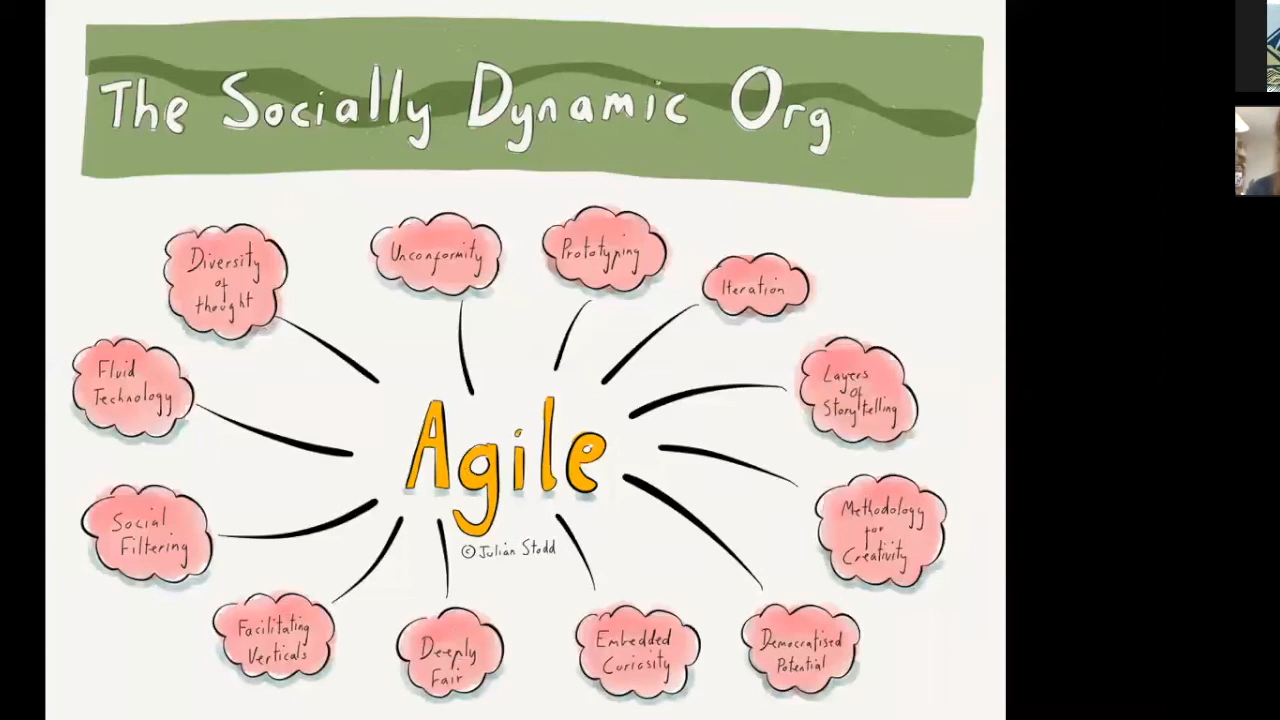 The Socially Dynamic Org
Diversity
of
thought
Unconformity
Prototyping
Iteration
Fluid
Technology
Layers
of
Storytelling
Agile
© Julian Stodd
Social
Filtering
Methodology
for
Creativity
Facilitating
Verticals
Deeply
Fair
Embedded
Curiosity
Democratised
Potential